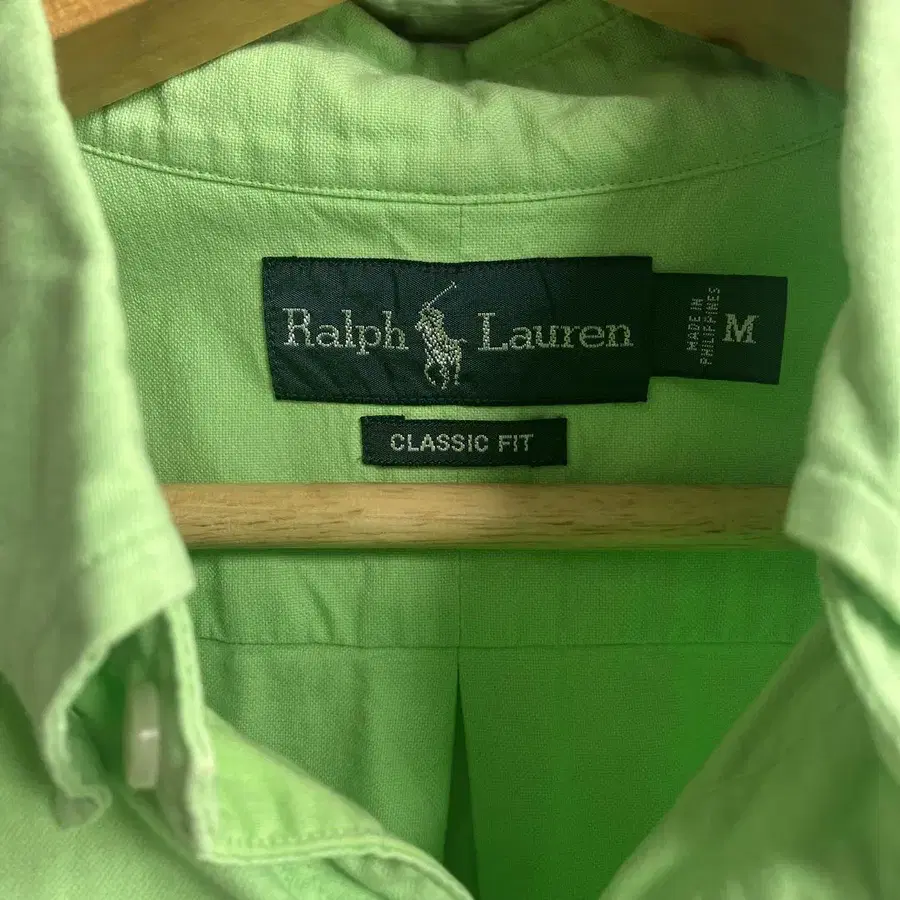 Ralph Lauren
MADE IN
PHILIPPINES
M
CLASSIC FIT